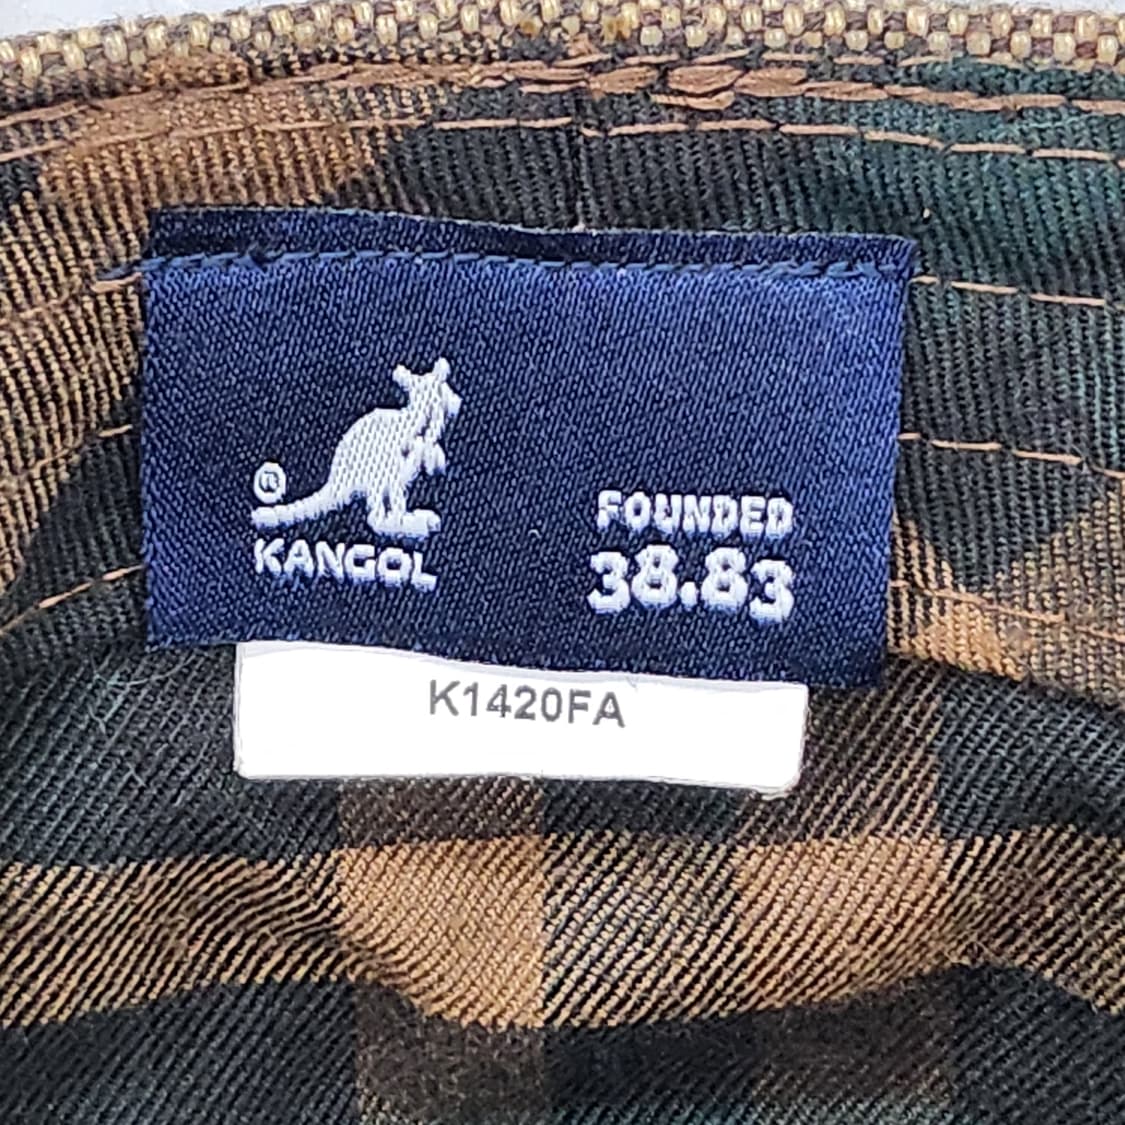 ®
KANGOL
FOUNDED
38.83
K1420FA